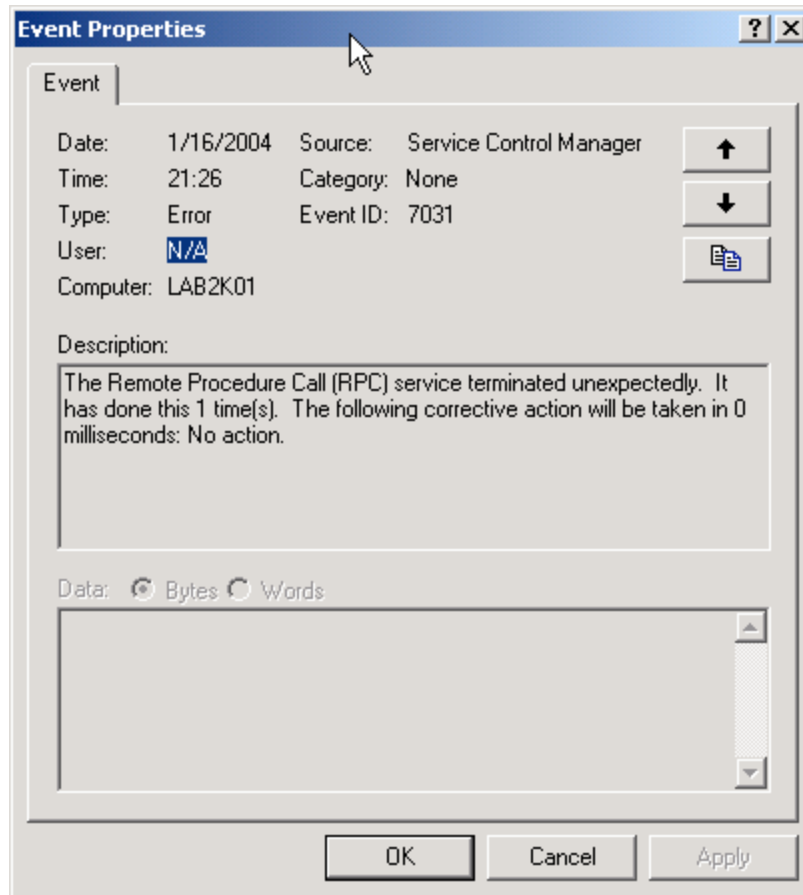 Event Properties
Event
Date: 1/16/2004 Source: Service Control Manager
Time: 21:26 Category: None
Type: Error Event ID: 7031
User: N/A
Computer: LAB2K01
Description:
The Remote Procedure Call (RPC) service terminated unexpectedly.  It
has done this 1 time(s).  The following corrective action will be taken in 0
milliseconds: No action.
Data: Bytes Words
OK Cancel Apply